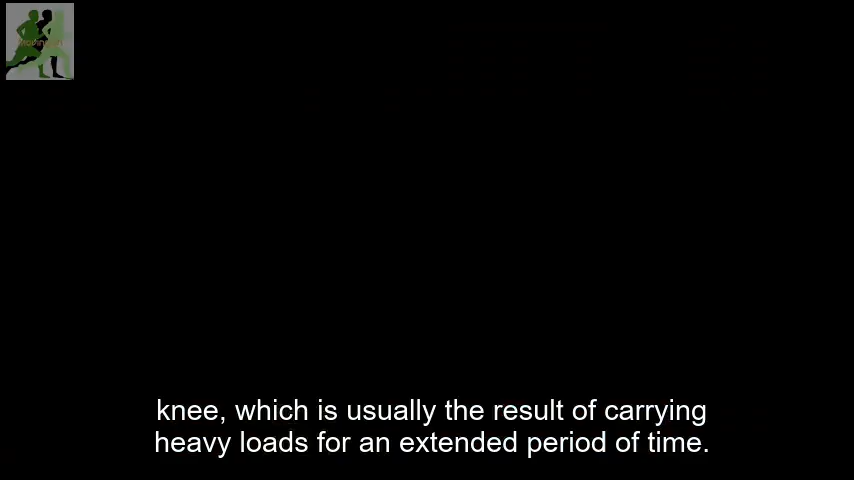 knee, which is usually the result of carrying
heavy loads for an extended period of time.